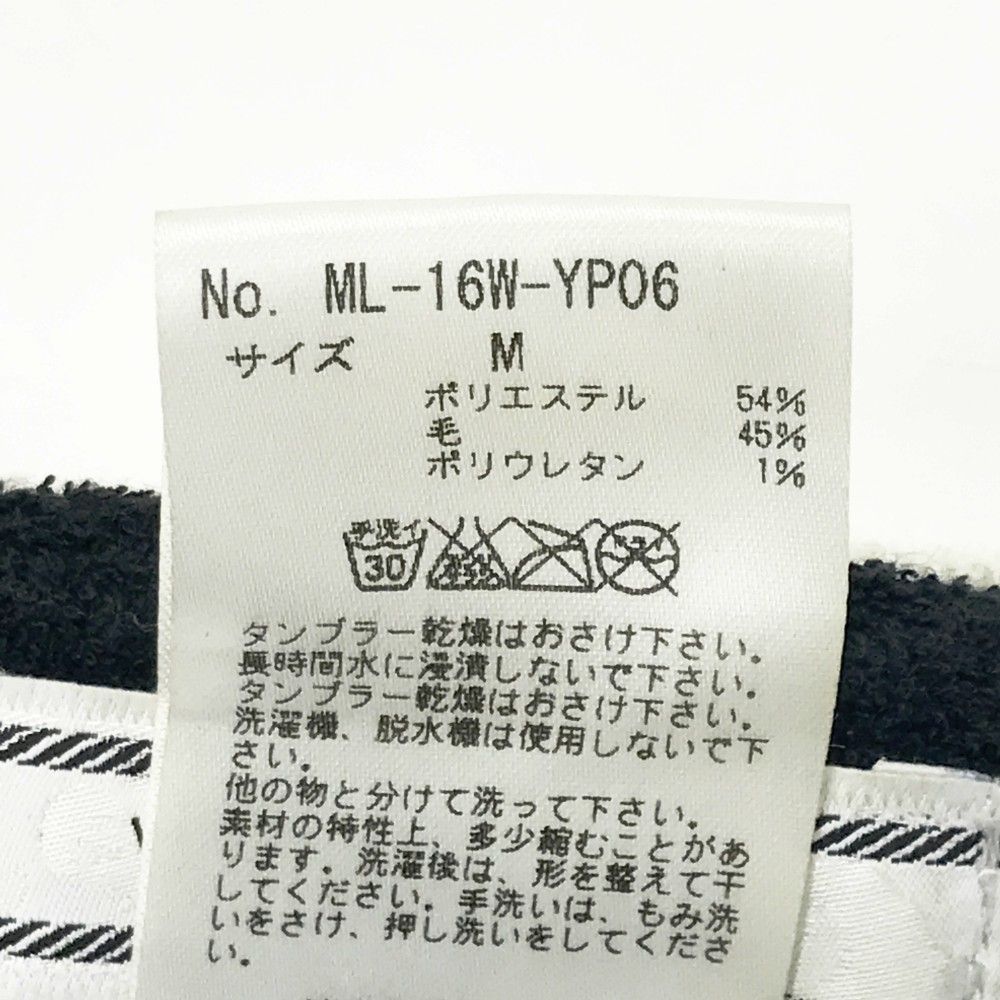 No. ML-16W-YP06
サイズ M
ポリエステル 54%
毛 45%
ポリウレタン 1%
手洗イ
30
タンブラー乾燥はおさけ下さい。
長時間水に浸漬しないで下さい。
タンブラー乾燥はおさけ下さい。
洗濯機、脱水機は使用しないで下
さい。
他の物と分けて洗って下さい。
素材の特性上、多少縮むことがあ
ります。洗濯後は、形を整えて干
してください。手洗いは、もみ洗
いをさけ、押し洗いをしてくださ
い。